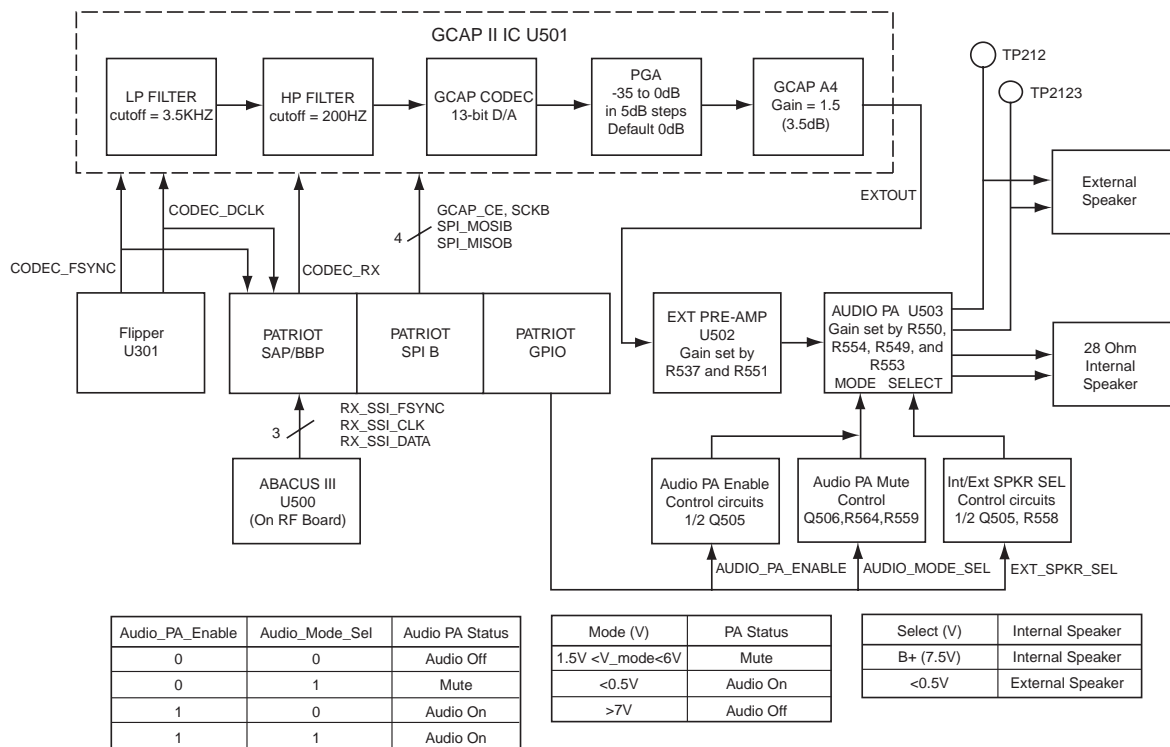 GCAP II IC U501
LP FILTER
cutoff = 3.5KHZ
HP FILTER
cutoff = 200HZ
GCAP CODEC
13-bit D/A
PGA
-35 to 0dB
in 5dB steps
Default 0dB
GCAP A4
Gain = 1.5
(3.5dB)
TP212
TP2123
External
Speaker
EXTOUT
CODEC_DCLK
GCAP_CE, SCKB
SPI_MOSIB
SPI_MISOB
4
CODEC_FSYNC
CODEC_RX
Flipper
U301
PATRIOT
SAP/BBP
PATRIOT
SPI B
PATRIOT
GPIO
EXT PRE-AMP
U502
Gain set by
R537 and R551
AUDIO PA U503
Gain set by R550,
R554, R549, and
R553
MODE SELECT
28 Ohm
Internal
Speaker
3
RX_SSI_FSYNC
RX_SSI_CLK
RX_SSI_DATA
ABACUS III
U500
(On RF Board)
Audio PA Enable
Control circuits
1/2 Q505
Audio PA Mute
Control
Q506,R564,R559
Int/Ext SPKR SEL
Control circuits
1/2 Q505, R558
AUDIO_PA_ENABLE
AUDIO_MODE_SEL
EXT_SPKR_SEL
Audio_PA_Enable Audio_Mode_Sel Audio PA Status
0 0 Audio Off
0 1 Mute
1 0 Audio On
1 1 Audio On
Mode (V) PA Status
1.5V <V_mode<6V Mute
<0.5V Audio On
>7V Audio Off
Select (V) Internal Speaker
B+ (7.5V) Internal Speaker
<0.5V External Speaker